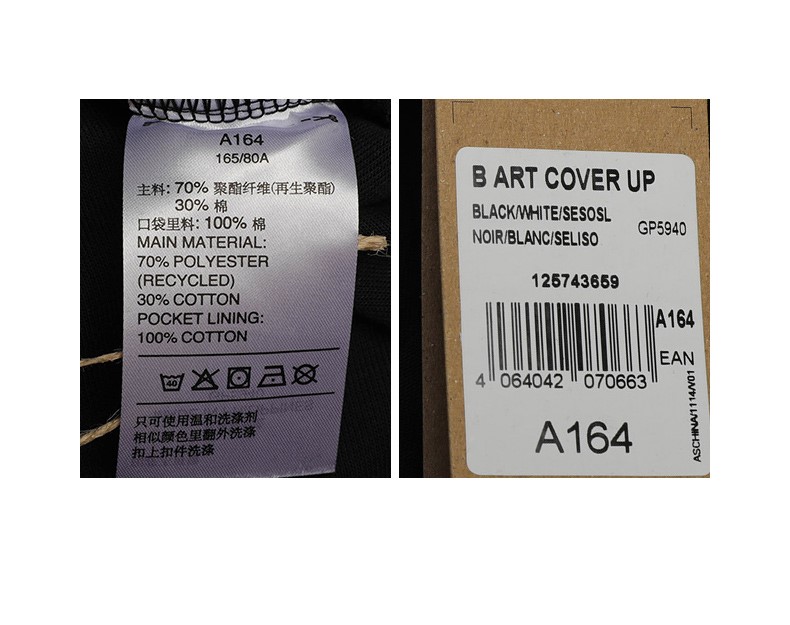 A164
165/80A
主料: 70% 聚酯纤维(再生聚酯)
30% 棉
口袋里料: 100% 棉
MAIN MATERIAL:
70% POLYESTER
(RECYCLED)
30% COTTON
POCKET LINING:
100% COTTON
40
只可使用温和洗涤剂
相似颜色里翻外洗涤
扣上扣件洗涤
B ART COVER UP
BLACK/WHITE/SESOSL
NOIR/BLANC/SELISO
GP5940
125743659
A164
EAN
4 064042 070663
A164
ASCHINA/1114/V01